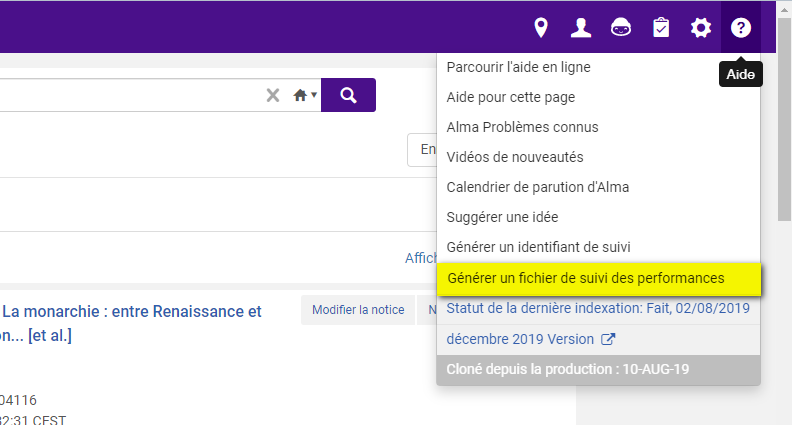 Aide
Parcourir l'aide en ligne
Aide pour cette page
Alma Problèmes connus
Vidéos de nouveautés
Calendrier de parution d'Alma
Suggérer une idée
Générer un identifiant de suivi
Générer un fichier de suivi des performances
Statut de la dernière indexation: Fait, 02/08/2019
décembre 2019 Version
Cloné depuis la production : 10-AUG-19
En
Affich
La monarchie : entre Renaissance et
on... [et al.]
Modifier la notice
N
04116
32:31 CEST